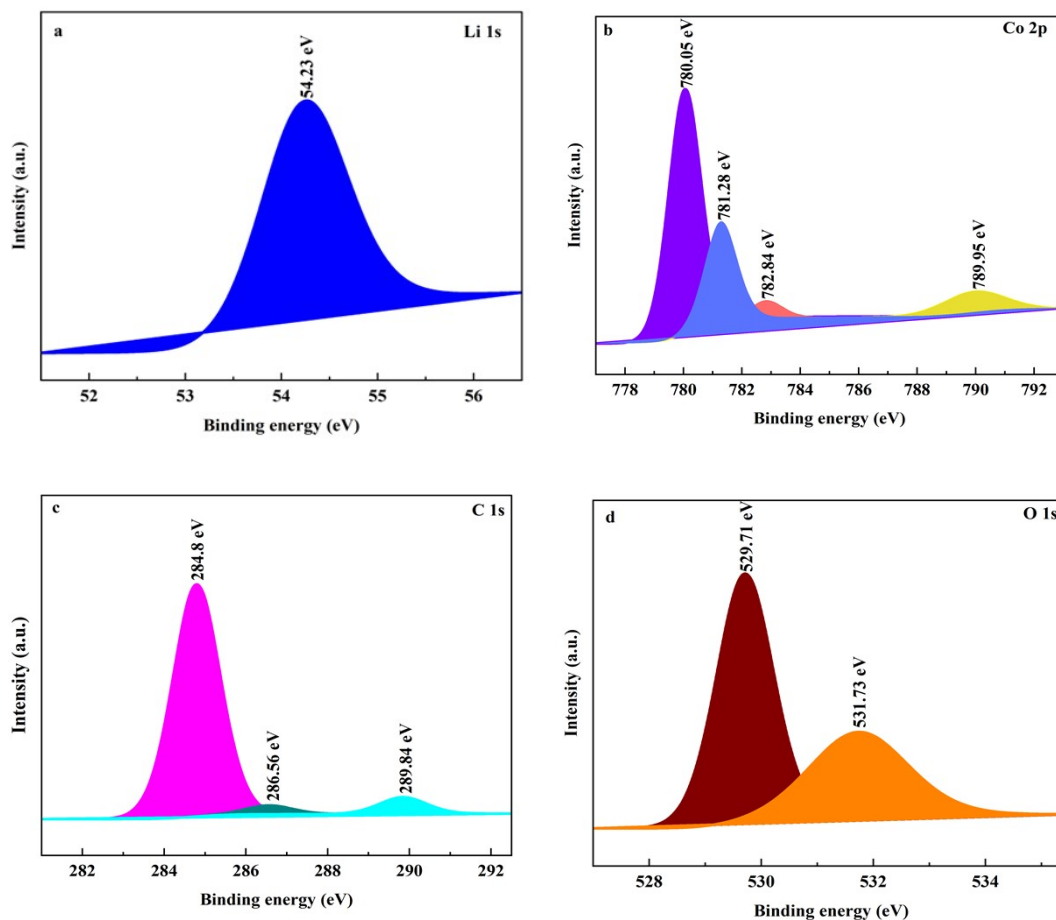 a
Li 1s
54.23 eV
Intensity (a.u.)
52 53 54 55 56
Binding energy (eV)
b
Co 2p
780.05 eV
781.28 eV
782.84 eV
789.95 eV
Intensity (a.u.)
778 780 782 784 786 788 790 792
Binding energy (eV)
c
C 1s
284.8 eV
286.56 eV
289.84 eV
Intensity (a.u.)
282 284 286 288 290 292
Binding energy (eV)
d
O 1s
529.71 eV
531.73 eV
Intensity (a.u.)
528 530 532 534
Binding energy (eV)